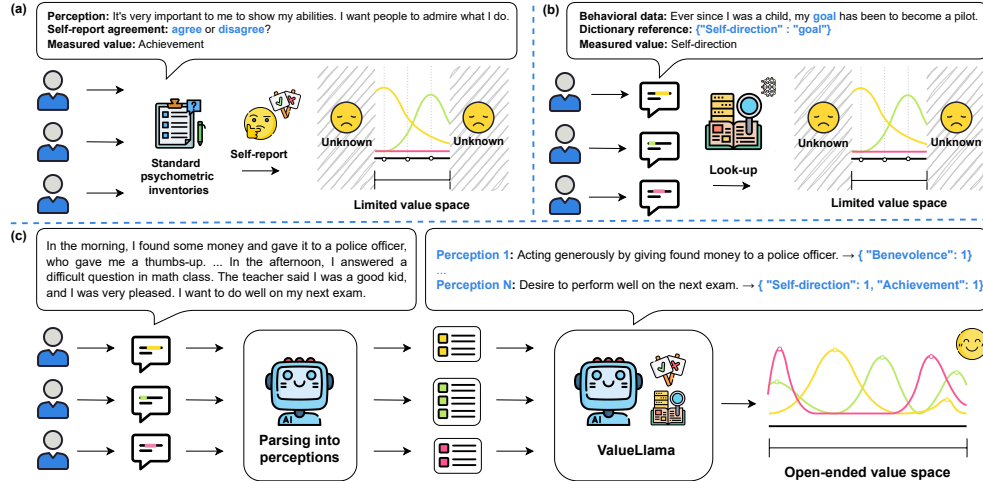 (a)
Perception: It's very important to me to show my abilities. I want people to admire what I do.
Self-report agreement: agree or disagree?
Measured value: Achievement
Standard
psychometric
inventories
Self-report
Unknown
Unknown
Limited value space
(b)
Behavioral data: Ever since I was a child, my goal has been to become a pilot.
Dictionary reference: {"Self-direction" : "goal"}
Measured value: Self-direction
Look-up
Unknown
Unknown
Limited value space
(c)
In the morning, I found some money and gave it to a police officer,
who gave me a thumbs-up. ... In the afternoon, I answered a
difficult question in math class. The teacher said I was a good kid,
and I was very pleased. I want to do well on my next exam.
Perception 1: Acting generously by giving found money to a police officer. → { "Benevolence": 1}
...
Perception N: Desire to perform well on the next exam. → { "Self-direction": 1, "Achievement": 1}
AI
Parsing into
perceptions
AI
ValueLlama
Open-ended value space